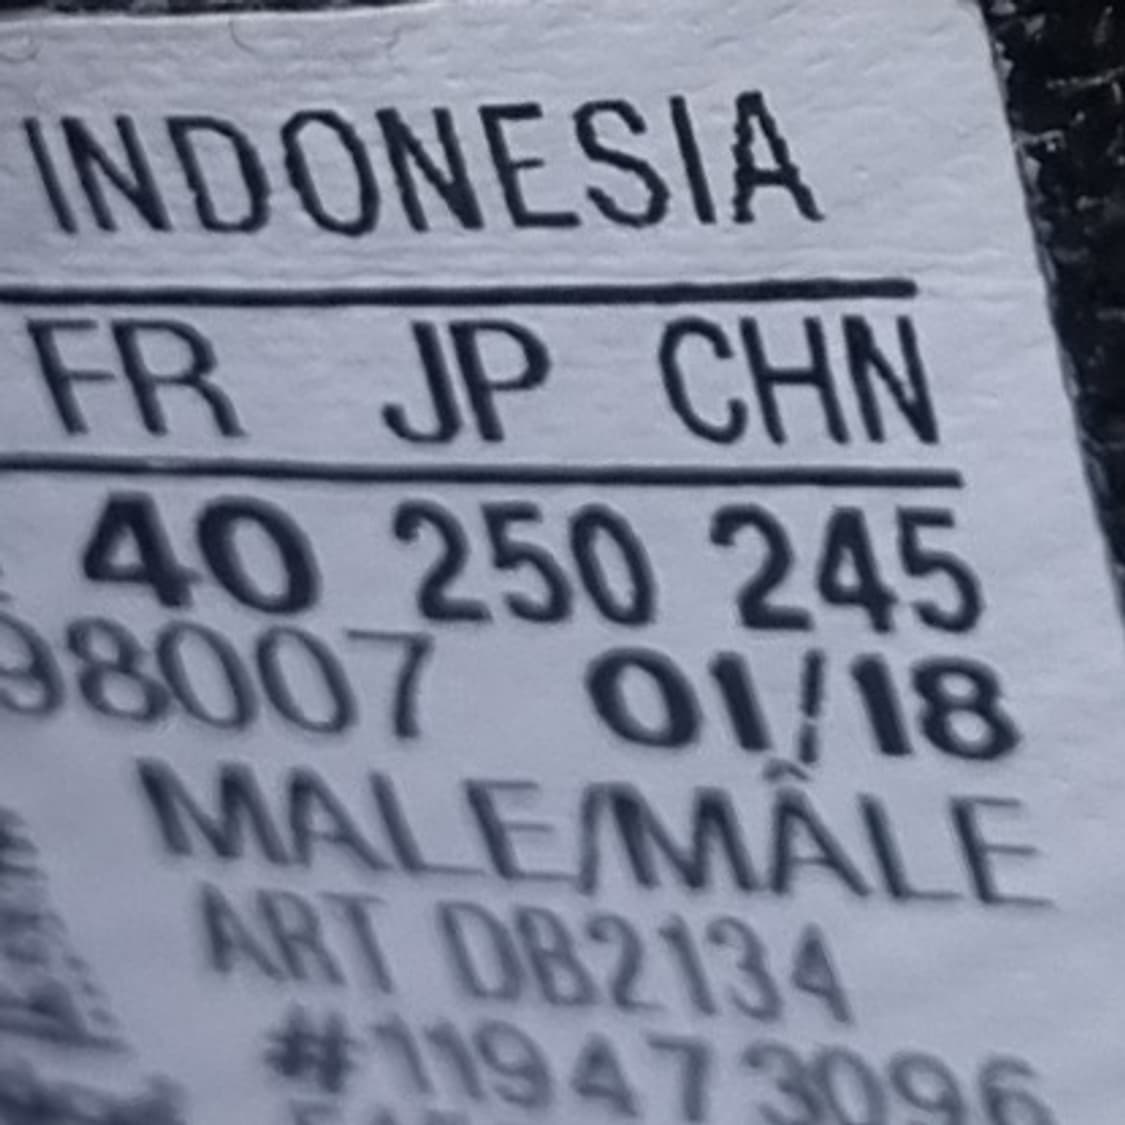 INDONESIA
FR JP CHN
40 250 245
98007 01/18
MALE/MÂLE
ART DB2134
#119473096